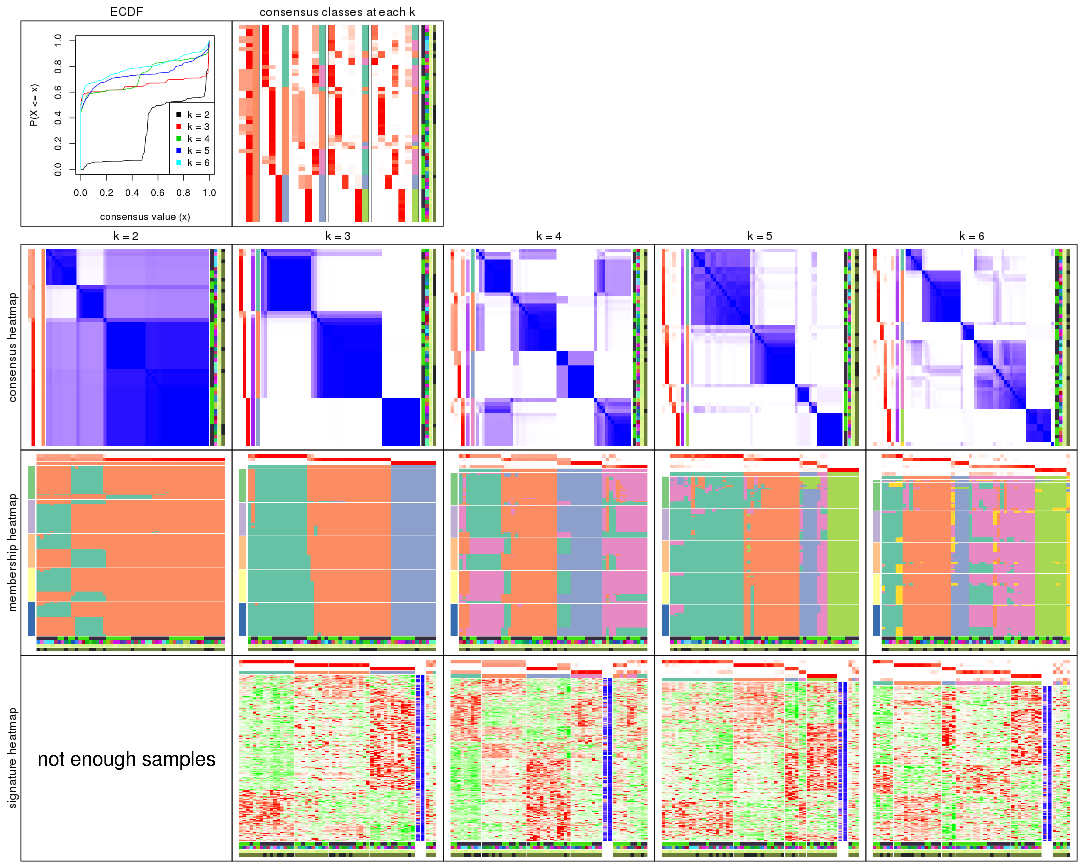 ECDF
consensus classes at each k
P(X <= x)
0.0 0.2 0.4 0.6 0.8 1.0
k = 2
k = 3
k = 4
k = 5
k = 6
0.0 0.2 0.4 0.6 0.8 1.0
consensus value (x)
k = 2
k = 3
k = 4
k = 5
k = 6
consensus heatmap
membership heatmap
signature heatmap
not enough samples